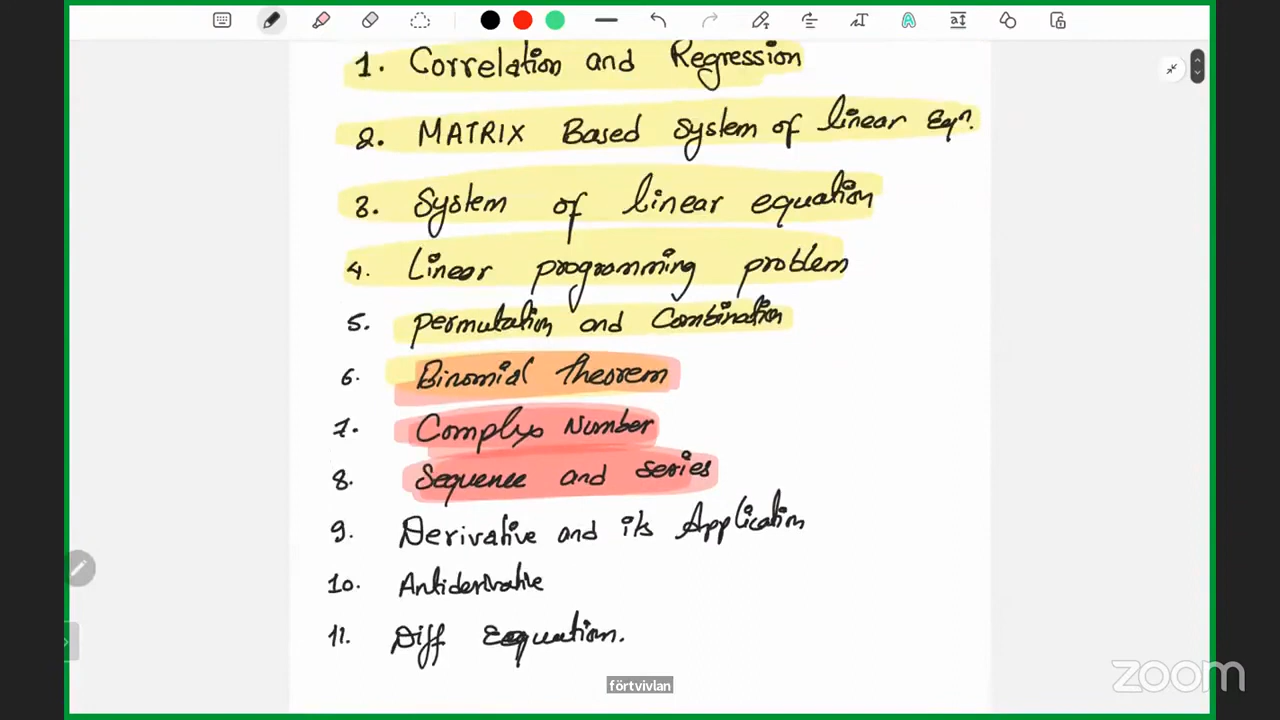 1. Correlation and Regression
2. MATRIX Based System of linear Eqn.
3. System of linear equation
4. Linear programming problem
5. Permutation and Combination
6. Binomial Theorem
7. Complex Number
8. Sequence and series
9. Derivative and its Application
10. Antiderivative
11. Diff Equation.
förtvivlan
zoom